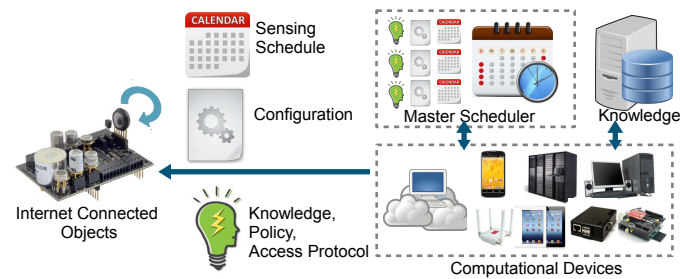 CALENDAR
Sensing
Schedule
Configuration
Internet Connected
Objects
Knowledge,
Policy,
Access Protocol
CALENDAR
CALENDAR
CALENDAR
Master Scheduler
Knowledge
Computational Devices